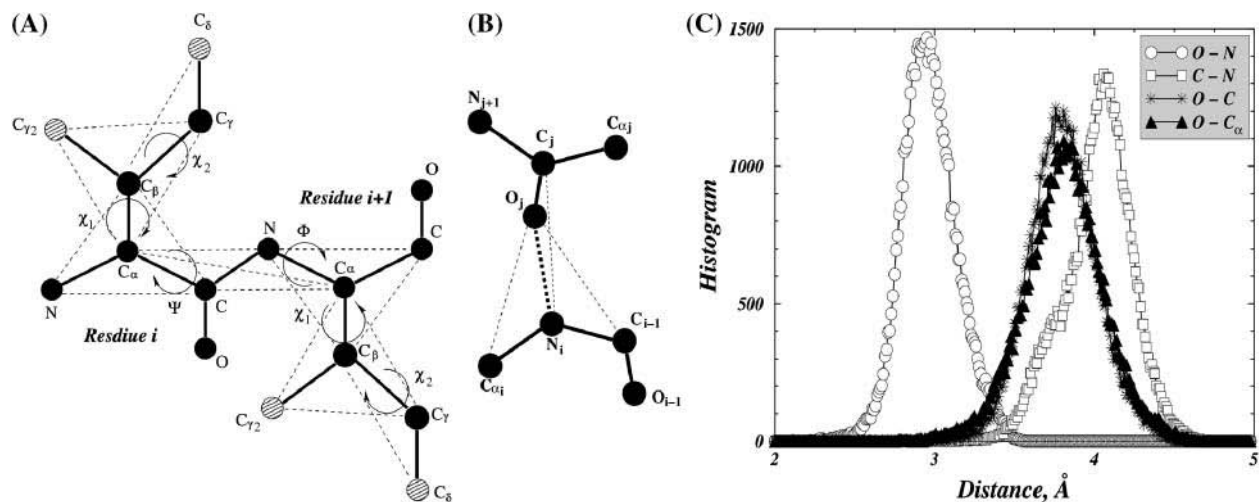 (A)
Cδ
Cγ2
Cγ
χ2
Cβ
χ1
Residue i+1
O
N
Φ
C
Cα
Cα
N
Ψ
C
χ1
Resdiue i
O
Cβ
χ2
Cγ2
Cγ
Cδ
(B)
Nj+1
Cj
Cαj
Oj
Ci−1
Ni
Cαi
Oi−1
(C)
1500
1000
500
0
Histogram
O – N
C – N
O – C
O – Cα
2 3 4 5
Distance, Å